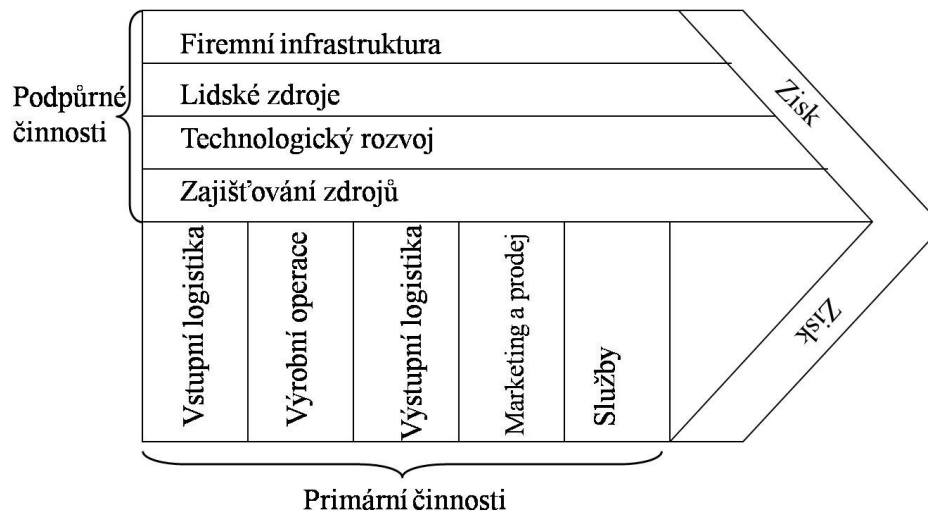 Firemní infrastruktura
Lidské zdroje
Technologický rozvoj
Zajišťování zdrojů
Podpůrné
činnosti
Zisk
Zisk
Vstupní logistika
Výrobní operace
Výstupní logistika
Marketing a prodej
Služby
Primární činnosti